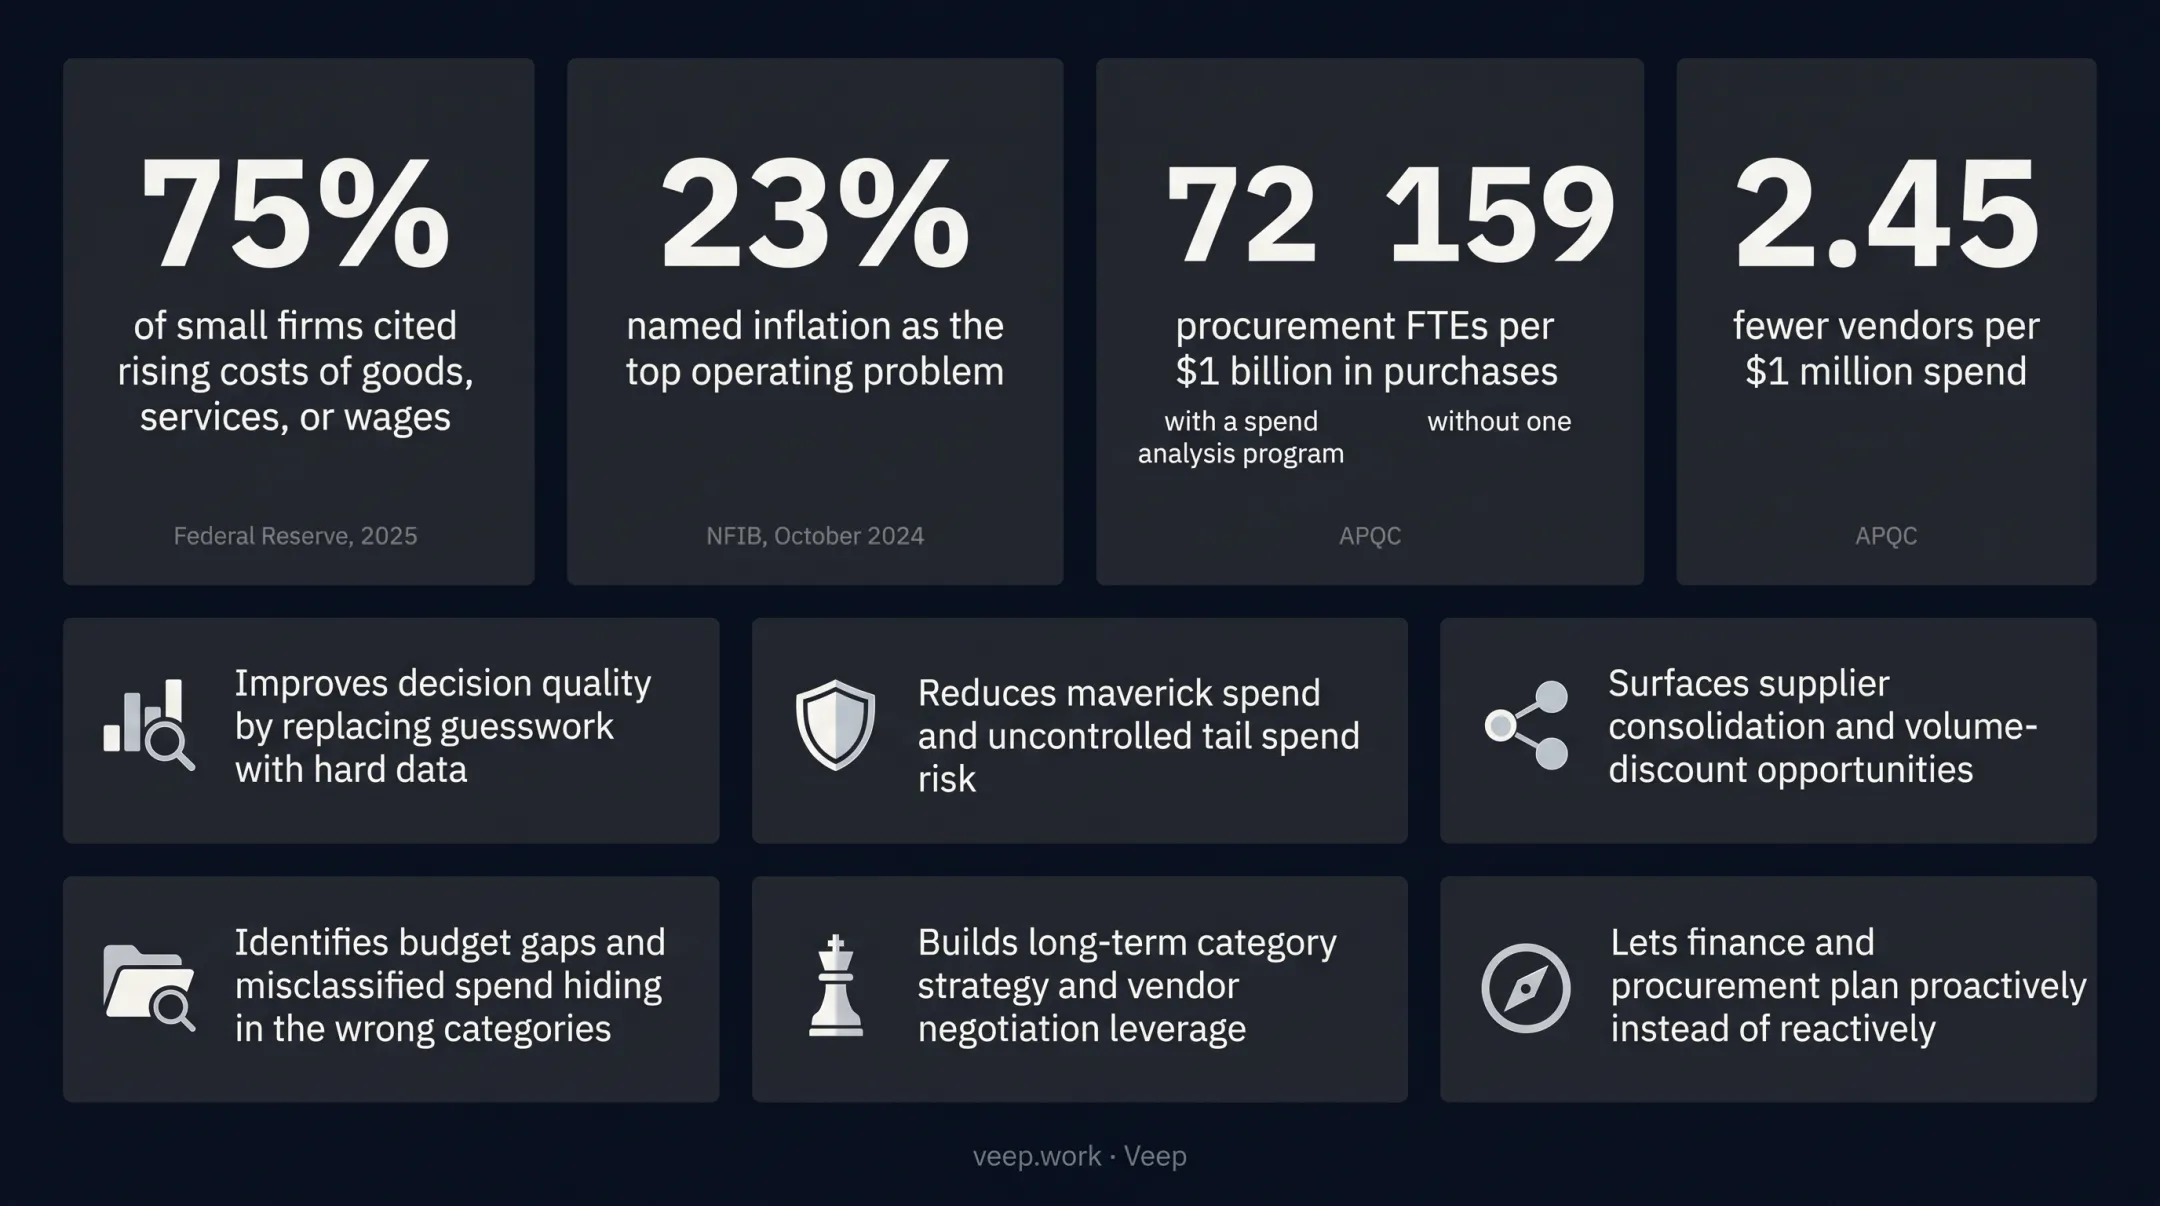 75%
of small firms cited
rising costs of goods,
services, or wages
Federal Reserve, 2025
23%
named inflation as the
top operating problem
NFIB, October 2024
72 159
procurement FTEs per
$1 billion in purchases
with a spend
analysis program
without one
APQC
2.45
fewer vendors per
$1 million spend
APQC
Improves decision quality
by replacing guesswork
with hard data
Reduces maverick spend
and uncontrolled tail spend
risk
Surfaces supplier
consolidation and volume-
discount opportunities
Identifies budget gaps and
misclassified spend hiding
in the wrong categories
Builds long-term category
strategy and vendor
negotiation leverage
Lets finance and
procurement plan proactively
instead of reactively
veep.work · Veep